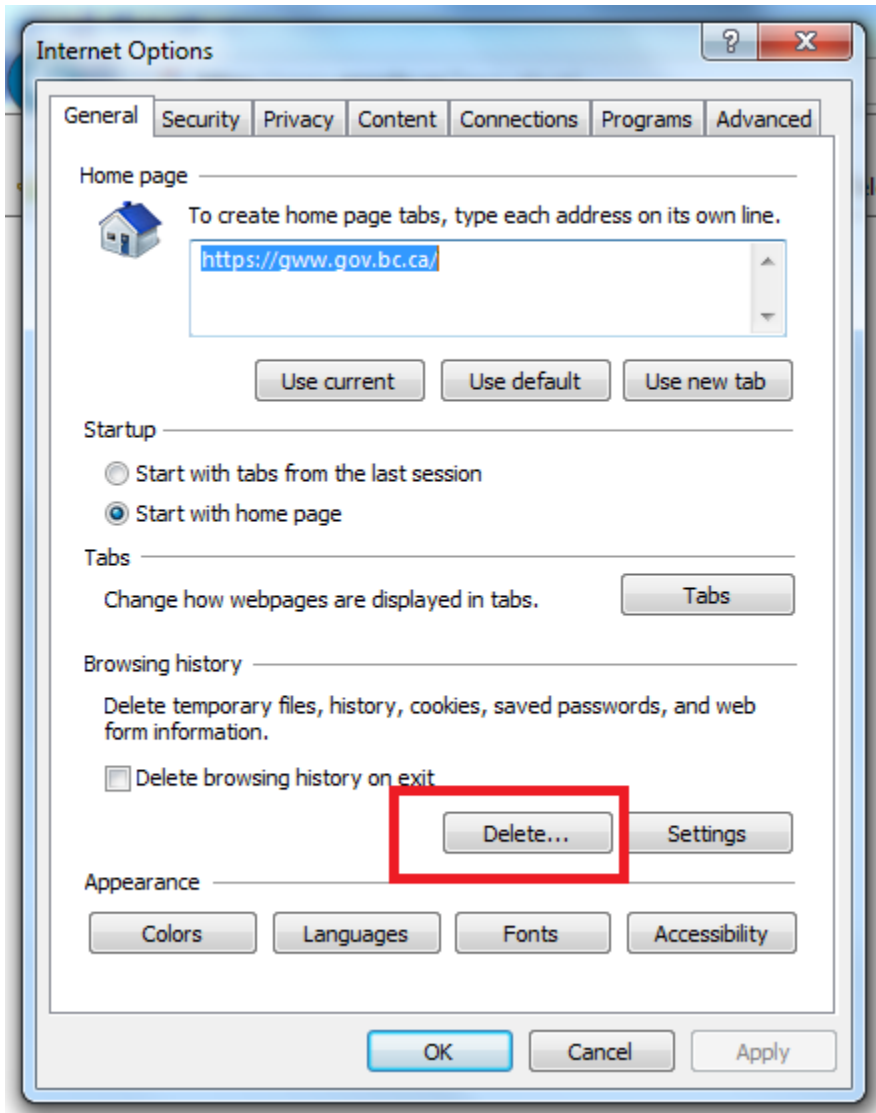 Internet Options
General Security Privacy Content Connections Programs Advanced
Home page
To create home page tabs, type each address on its own line.
https://gww.gov.bc.ca/
Use current Use default Use new tab
Startup
Start with tabs from the last session
Start with home page
Tabs
Change how webpages are displayed in tabs.
Tabs
Browsing history
Delete temporary files, history, cookies, saved passwords, and web
form information.
Delete browsing history on exit
Delete... Settings
Appearance
Colors Languages Fonts Accessibility
OK Cancel Apply